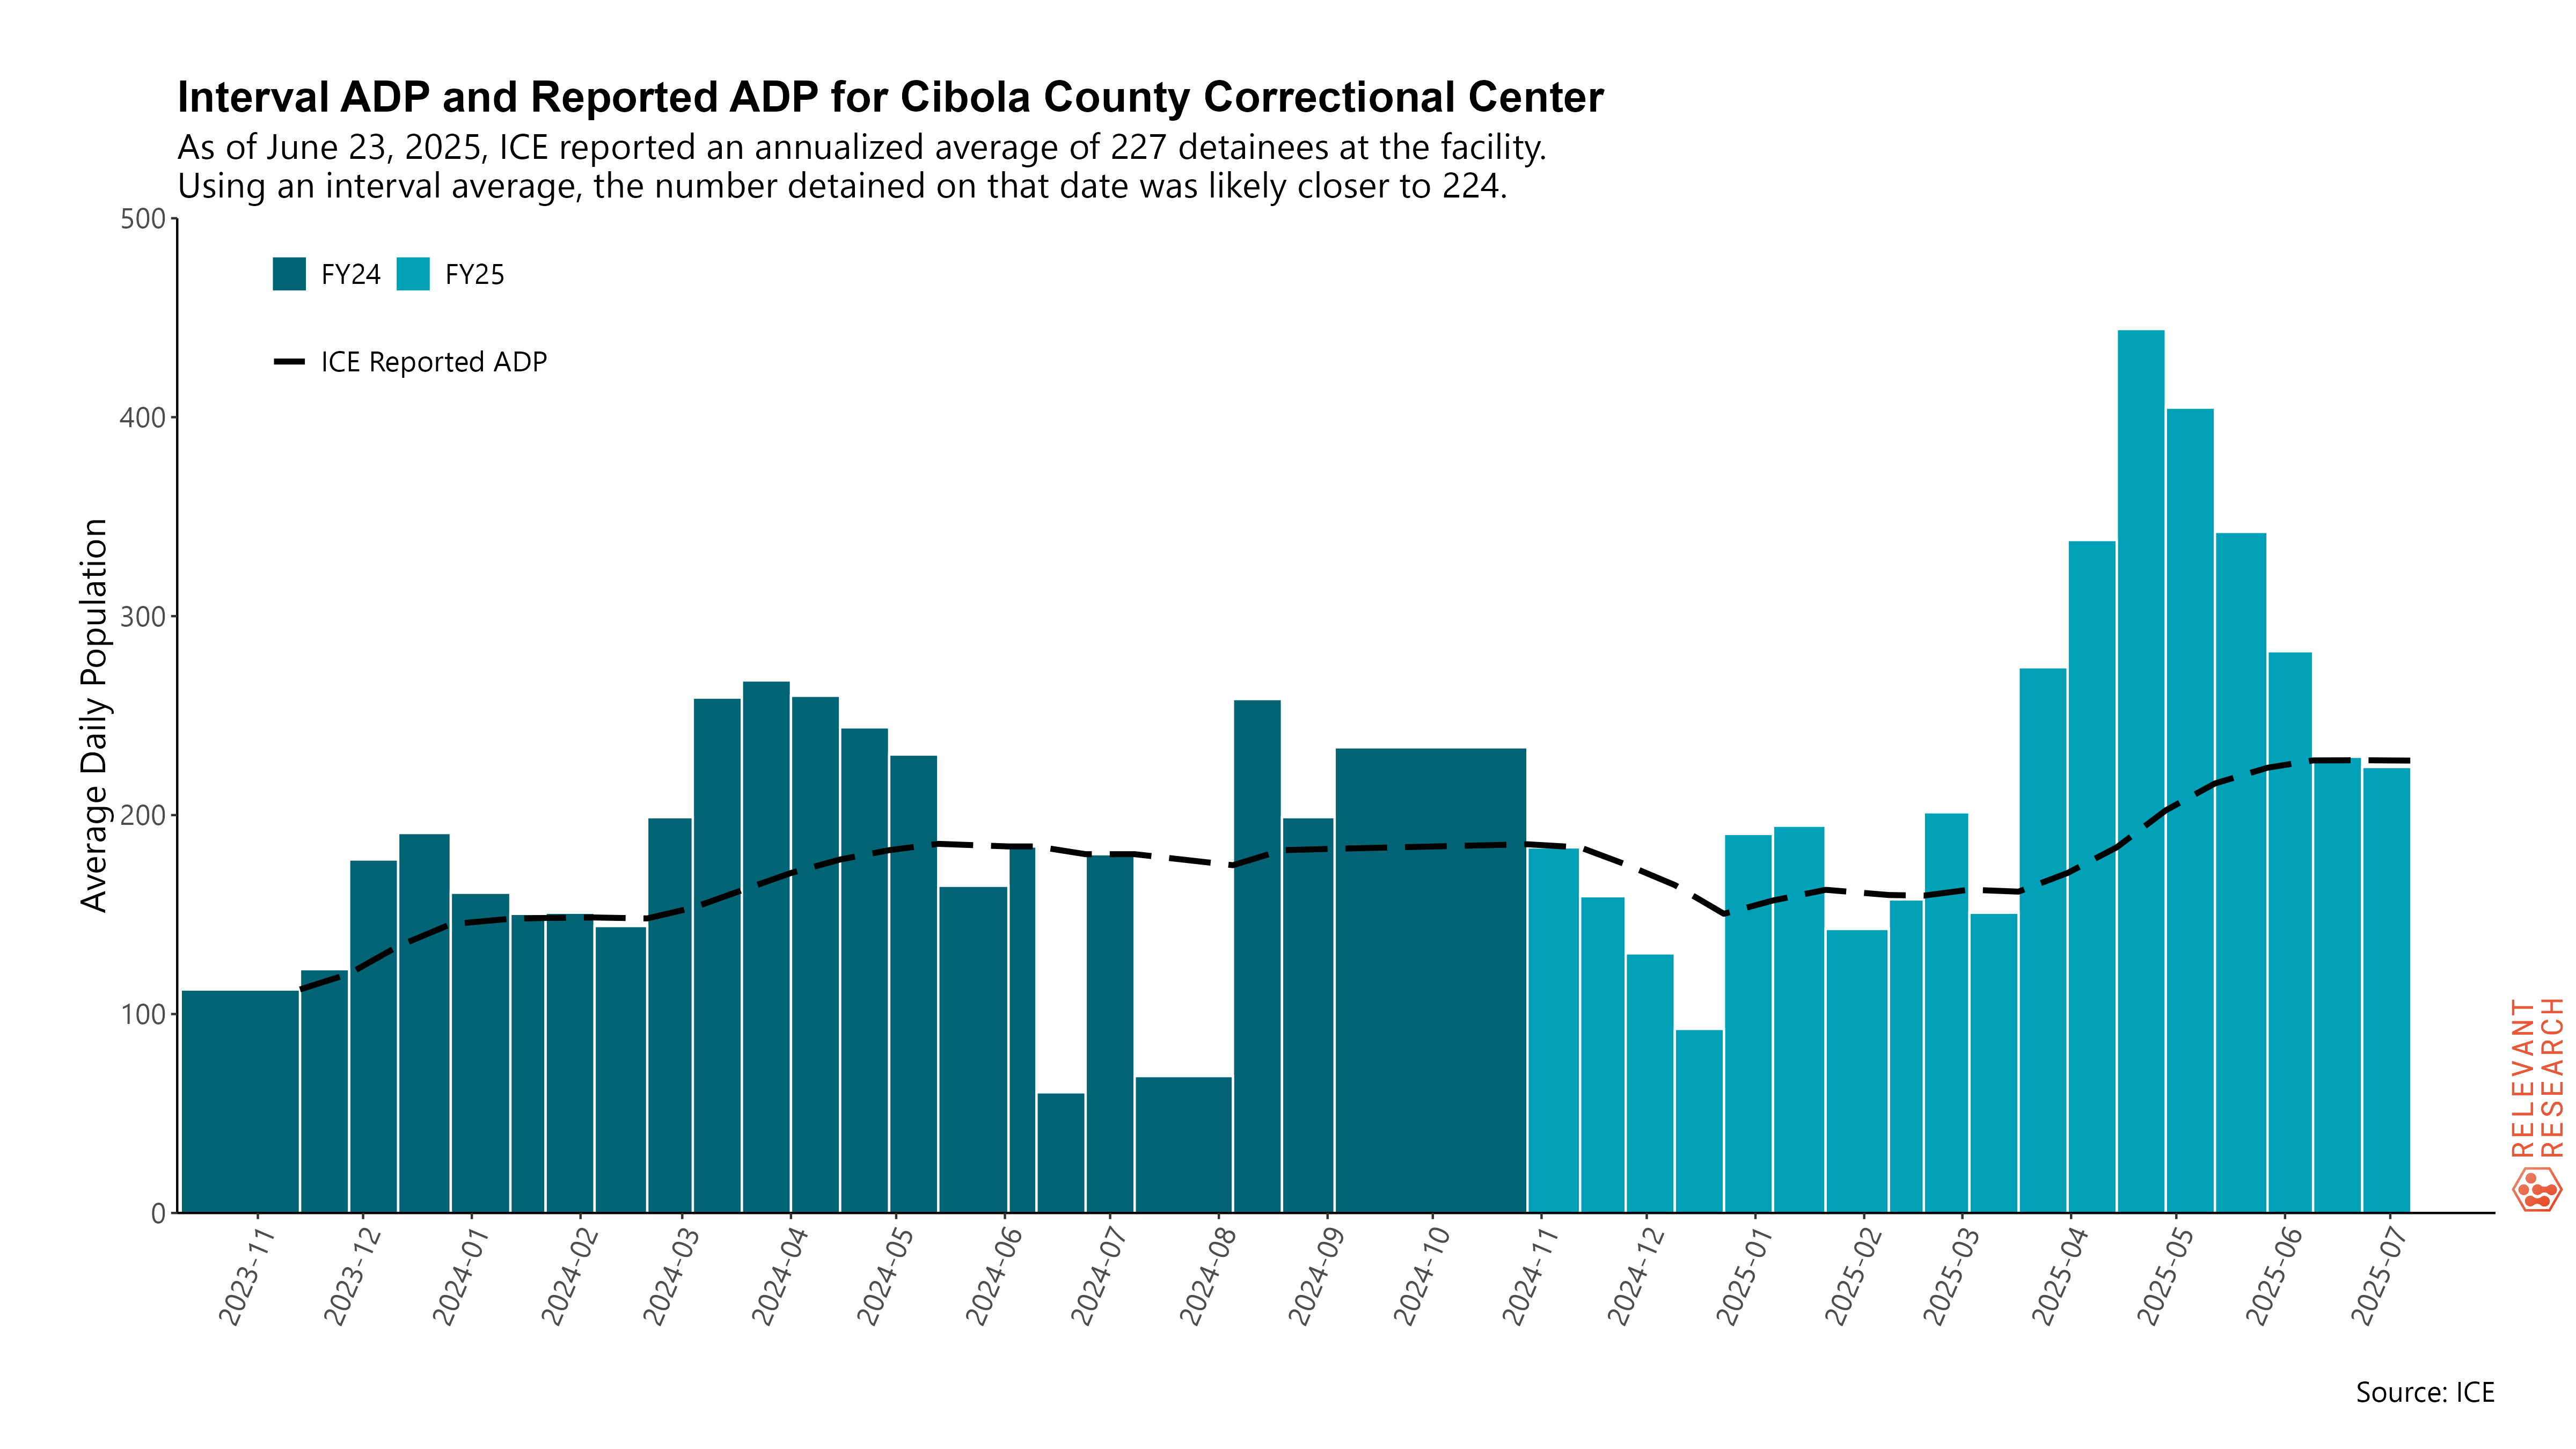 Interval ADP and Reported ADP for Cibola County Correctional Center
As of June 23, 2025, ICE reported an annualized average of 227 detainees at the facility.
Using an interval average, the number detained on that date was likely closer to 224.
500
400
300
200
100
0
Average Daily Population
FY24
FY25
ICE Reported ADP
2023-11
2023-12
2024-01
2024-02
2024-03
2024-04
2024-05
2024-06
2024-07
2024-08
2024-09
2024-10
2024-11
2024-12
2025-01
2025-02
2025-03
2025-04
2025-05
2025-06
2025-07
RELEVANT
RESEARCH
Source: ICE